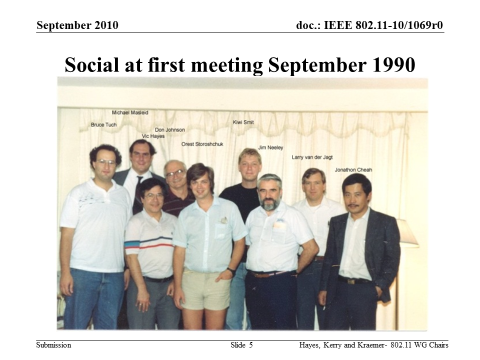 September 2010 doc.: IEEE 802.11-10/1069r0
Social at first meeting September 1990
Michael Masleid
Bruce Tuch
Don Johnson
Vic Hayes
Orest Storoshchuk
Kiwi Smit
Jim Neeley
Larry van der Jagt
Jonathon Cheah
Submission Slide 5 Hayes, Kerry and Kraemer- 802.11 WG Chairs